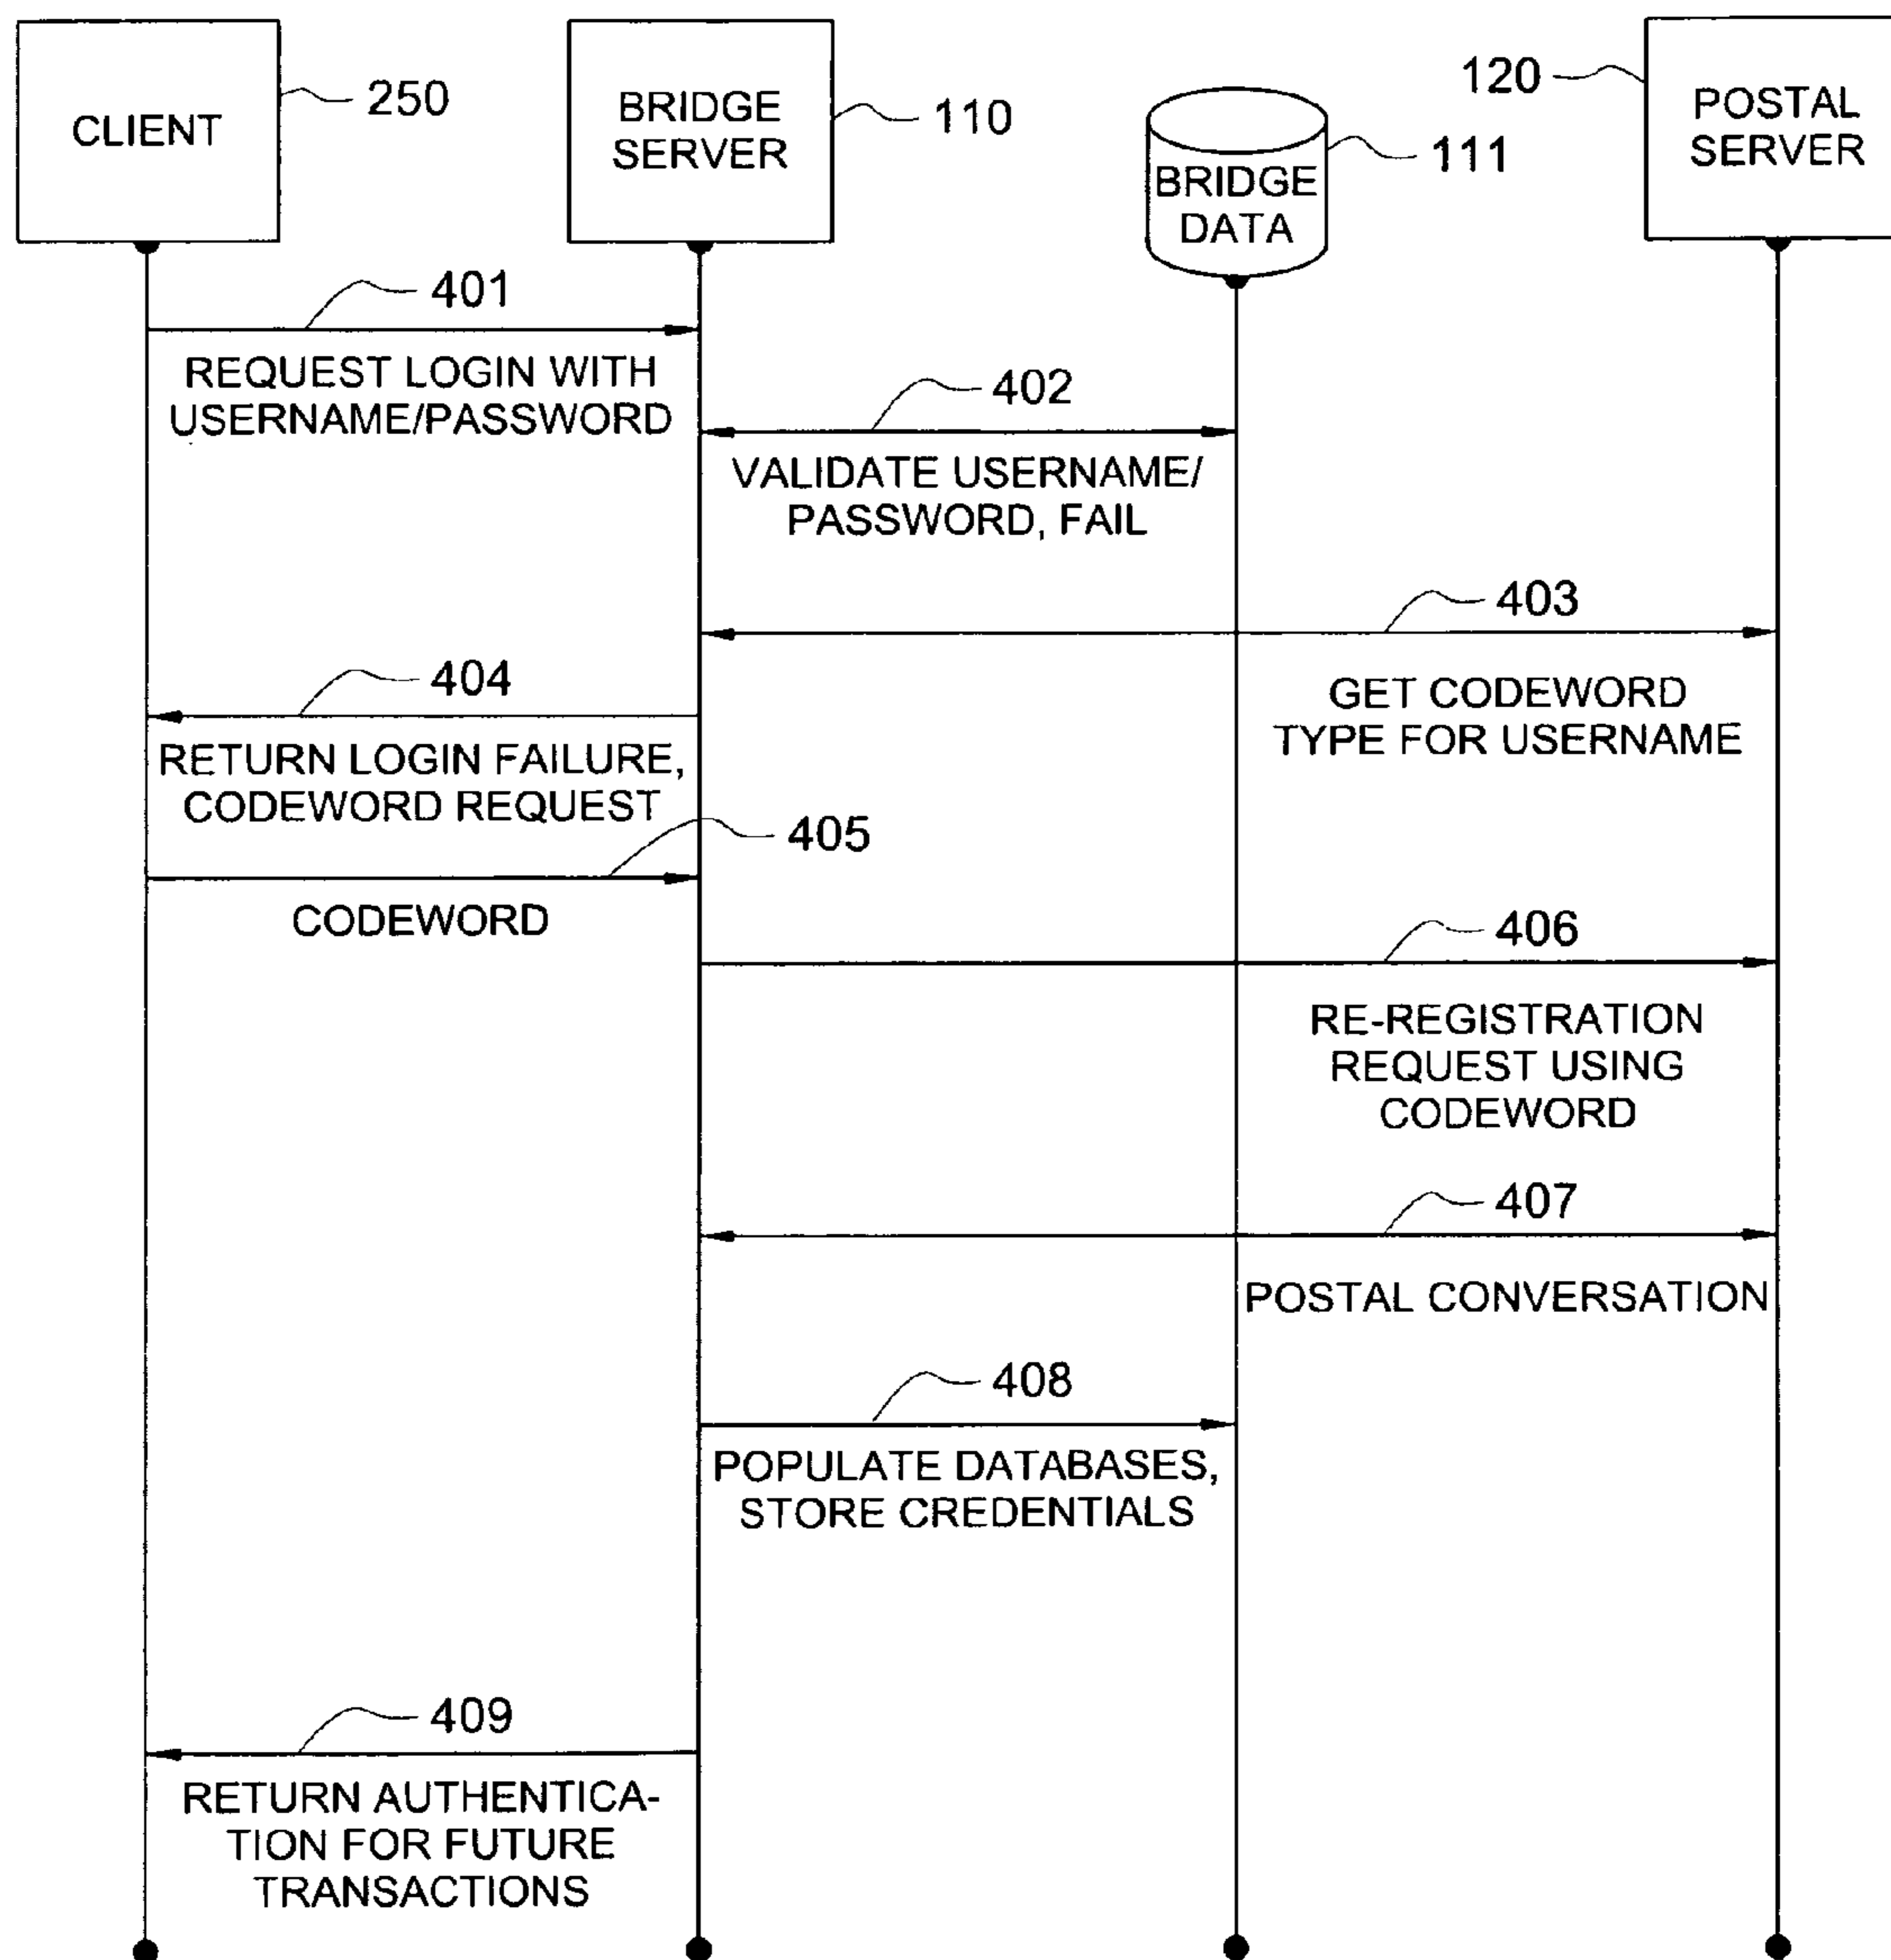 CLIENT
250
BRIDGE
SERVER
110
BRIDGE
DATA
111
120
POSTAL
SERVER
401
REQUEST LOGIN WITH
USERNAME/PASSWORD
402
VALIDATE USERNAME/
PASSWORD, FAIL
403
GET CODEWORD
TYPE FOR USERNAME
404
RETURN LOGIN FAILURE,
CODEWORD REQUEST
405
CODEWORD
406
RE-REGISTRATION
REQUEST USING
CODEWORD
407
POSTAL CONVERSATION
408
POPULATE DATABASES,
STORE CREDENTIALS
409
RETURN AUTHENTICA-
TION FOR FUTURE
TRANSACTIONS